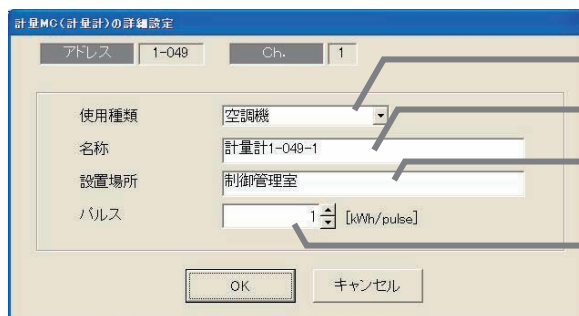 計量MC(計量計)の詳細設定
アドレス 1-049 Ch. 1
使用種類 空調機
名称 計量計1-049-1
設置場所 制御管理室
パルス 1 [kWh/pulse]
OK キャンセル